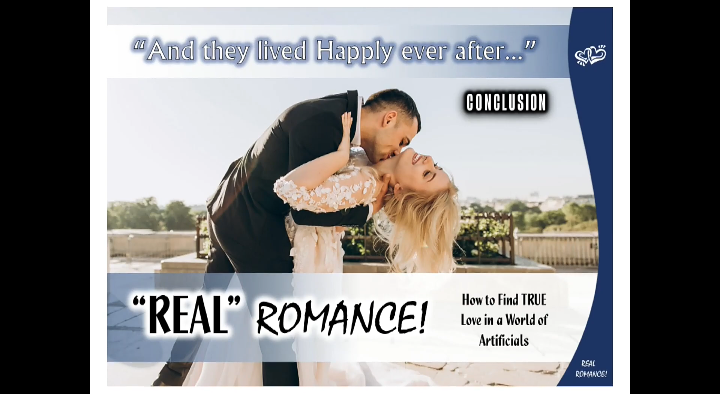 “And they lived Happly ever after...”
CONCLUSION
“REAL” ROMANCE!
How to Find TRUE
Love in a World of
Artificials
REAL
ROMANCE!